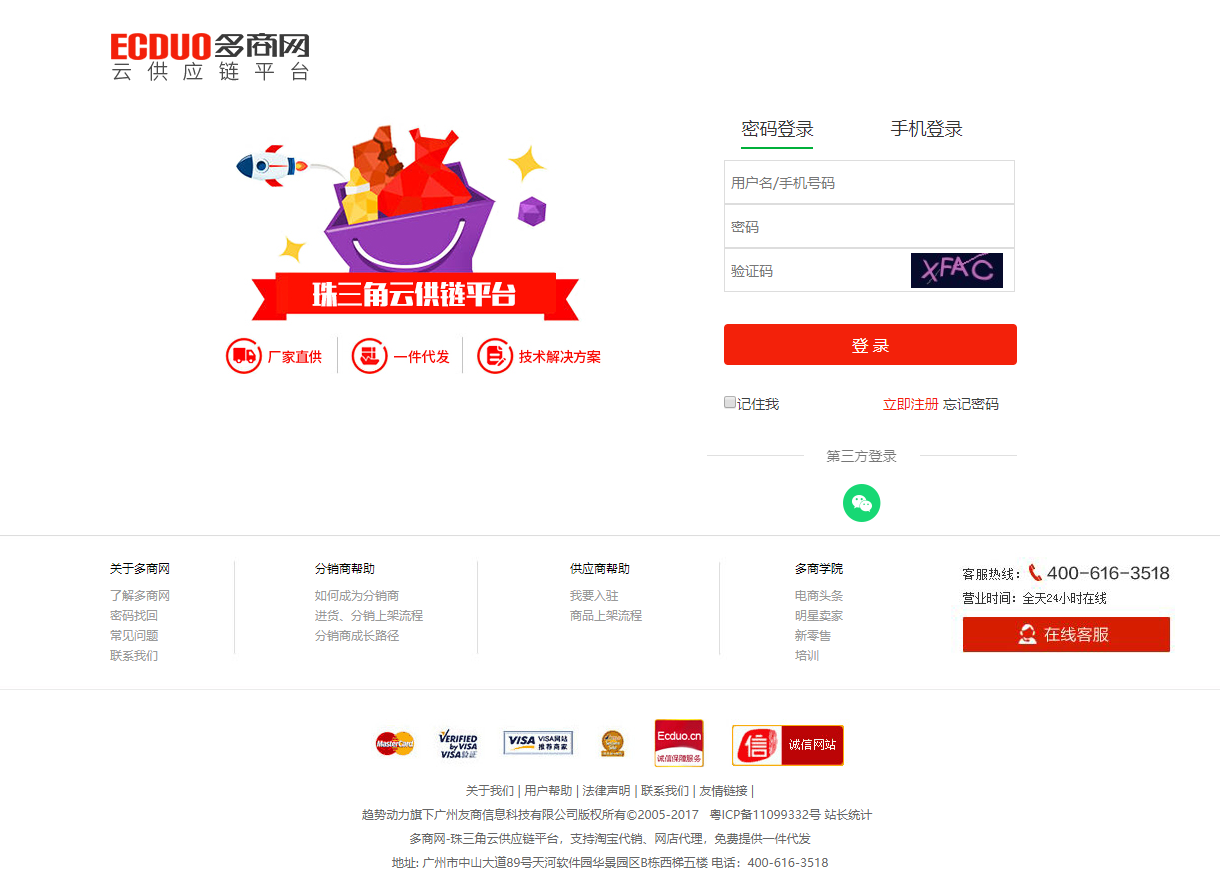 ECDUO多商网
云供应链平台
密码登录 手机登录
用户名/手机号码
密码
验证码 XFAC
珠三角云供链平台
厂家直供 一件代发 技术解决方案
登 录
记住我 立即注册 忘记密码
第三方登录
关于多商网
了解多商网
密码找回
常见问题
联系我们
分销商帮助
如何成为分销商
进货、分销上架流程
分销商成长路径
供应商帮助
我要入驻
商品上架流程
多商学院
电商头条
明星卖家
新零售
培训
客服热线: 400-616-3518
营业时间: 全天24小时在线
在线客服
MasterCard
VERIFIED
by VISA
VISA验证
VISA VISA网站
推荐商家
Ecduo.cn
诚信保障服务
信 诚信网站
关于我们 | 用户帮助 | 法律声明 | 联系我们 | 友情链接 |
趋势动力旗下广州友商信息科技有限公司版权所有©2005-2017 粤ICP备11099332号 站长统计
多商网-珠三角云供应链平台，支持淘宝代销、网店代理，免费提供一件代发
地址: 广州市中山大道89号天河软件园华景园区B栋西梯五楼 电话：400-616-3518